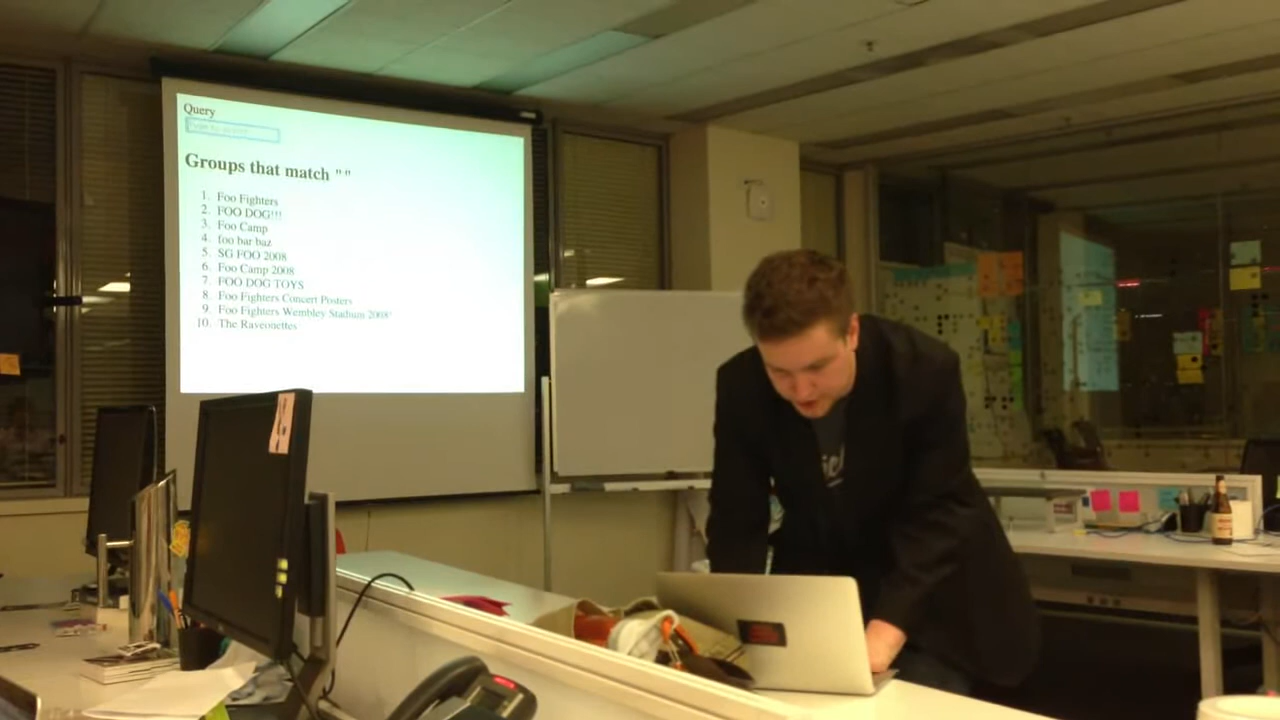 Query
Groups that match ""
1. Foo Fighters
2. FOO DOG!!!
3. Foo Camp
4. foo bar baz
5. SG FOO 2008
6. Foo Camp 2008
7. FOO DOG TOYS
8. Foo Fighters Concert Posters
9. Foo Fighters Wembley Stadium 2008!
10. The Raveonettes